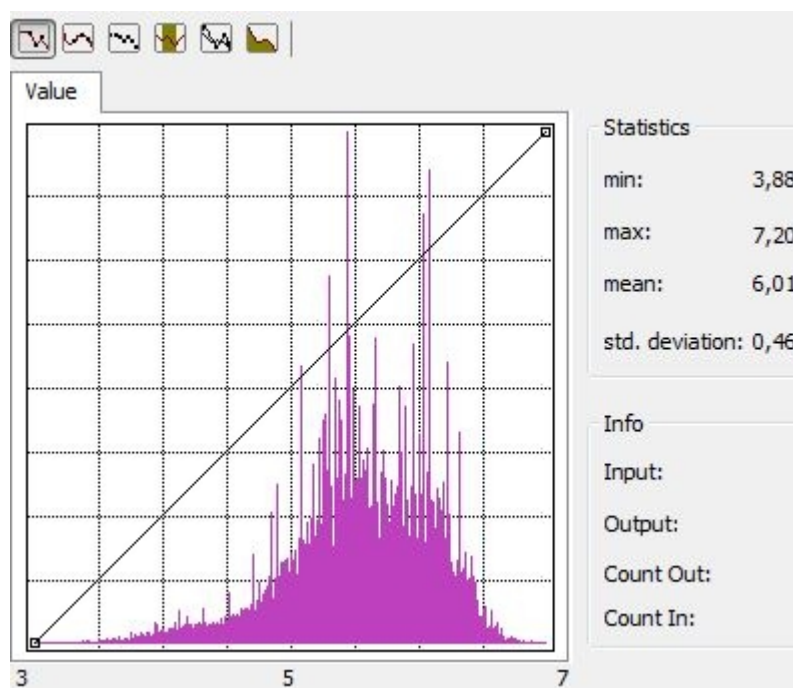 Value
Statistics
min: 3,88
max: 7,20
mean: 6,01
std. deviation: 0,46
Info
Input:
Output:
Count Out:
Count In:
3 5 7